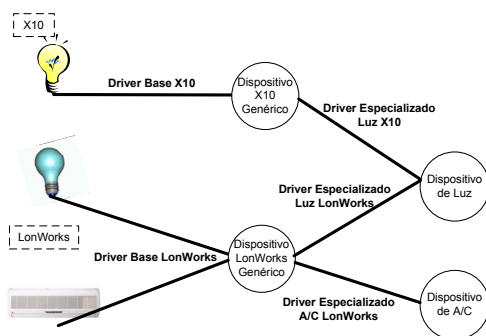 X10
Driver Base X10
Dispositivo
X10
Genérico
Driver Especializado
Luz X10
Dispositivo
de Luz
Driver Especializado
Luz LonWorks
LonWorks
Driver Base LonWorks
Dispositivo
LonWorks
Genérico
Driver Especializado
A/C LonWorks
Dispositivo
de A/C